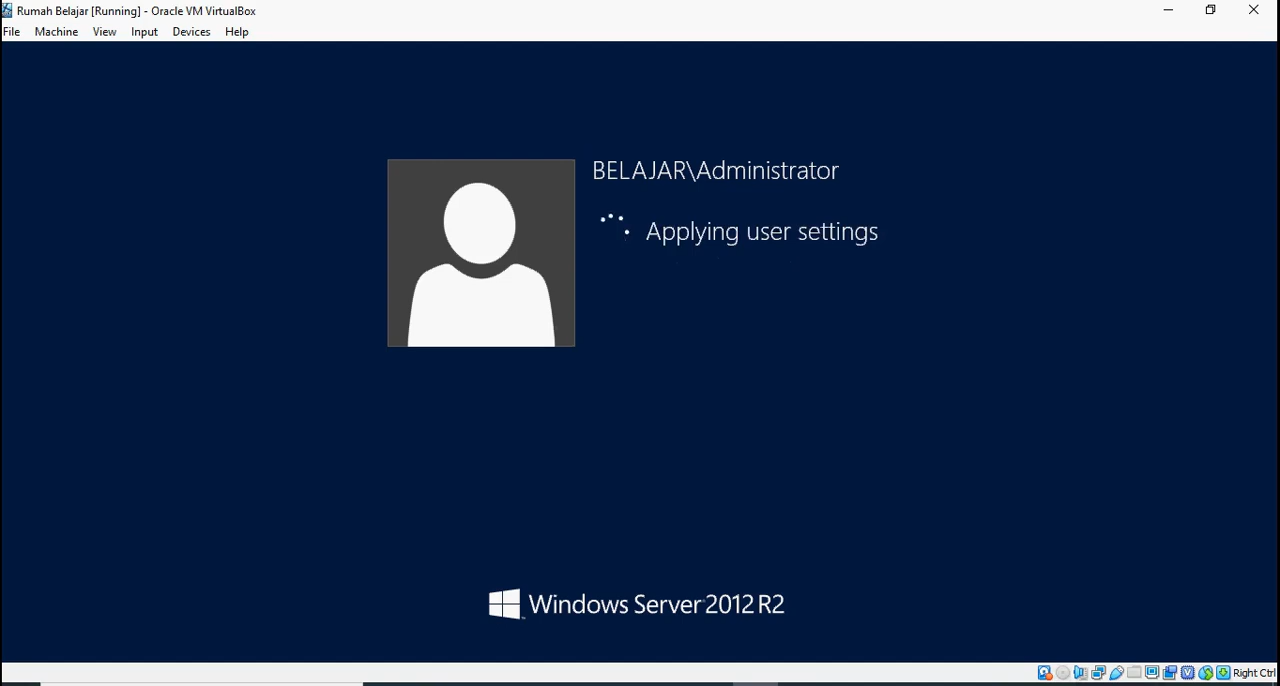 Rumah Belajar [Running] - Oracle VM VirtualBox
File Machine View Input Devices Help
BELAJAR\Administrator
Applying user settings
Windows Server 2012 R2
Right Ctrl